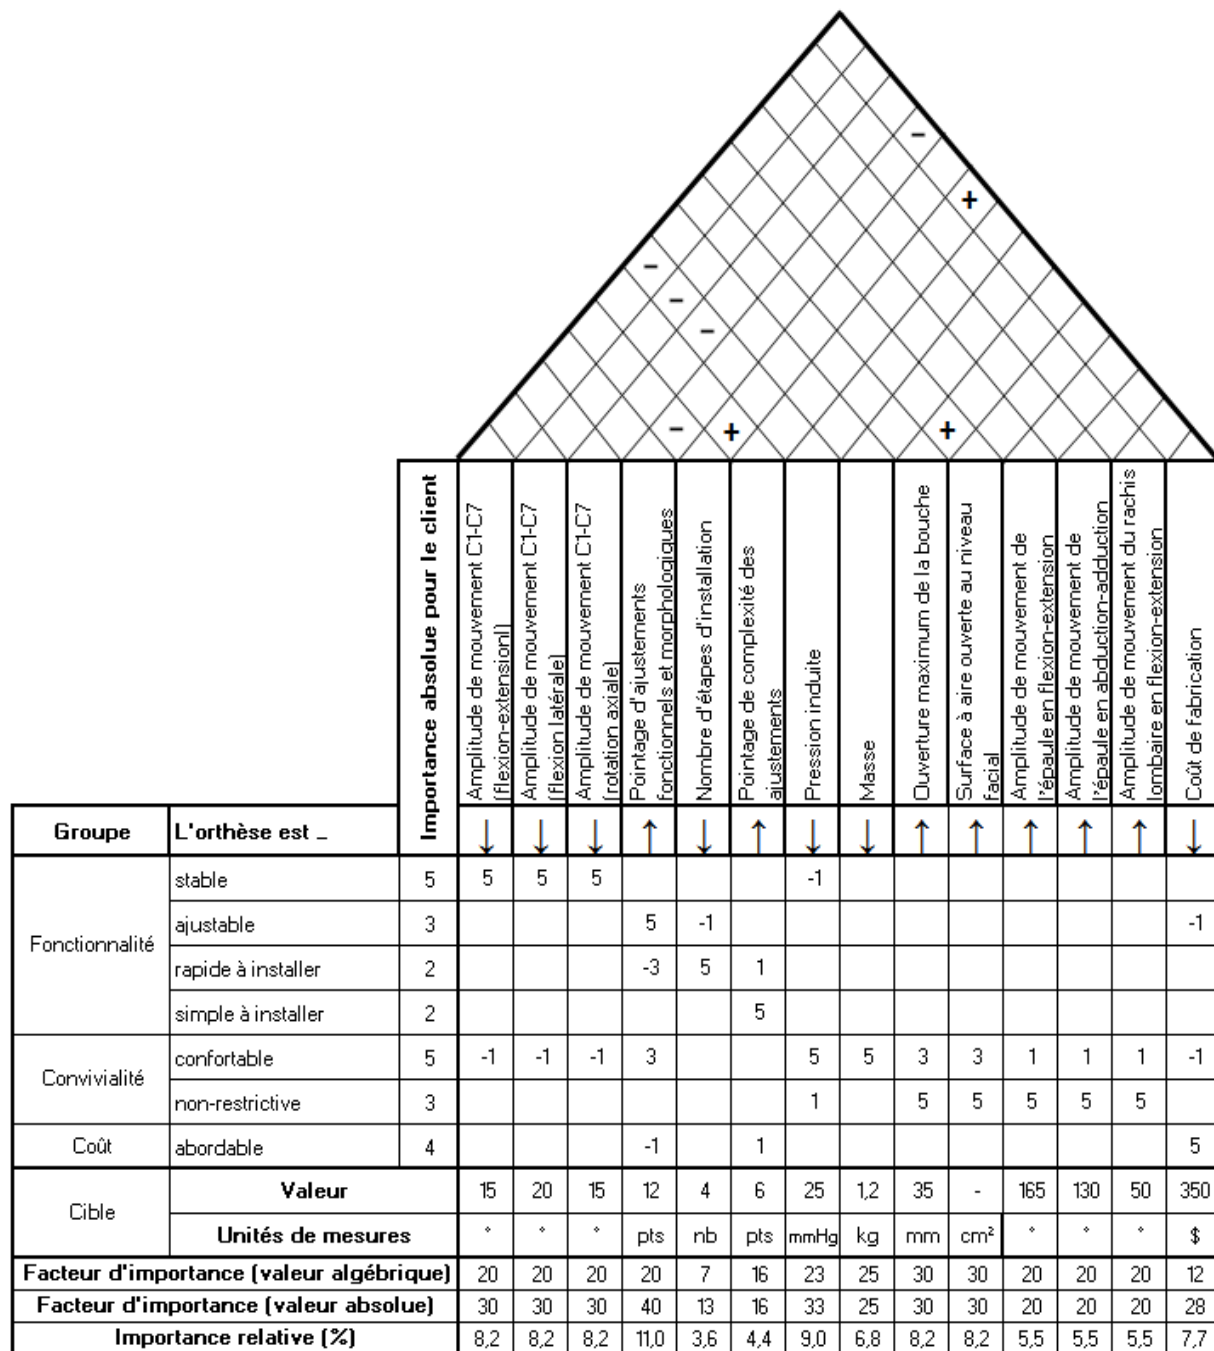 −
+
−
−
−
− + +
Importance absolue pour le client
Amplitude de mouvement C1-C7
(flexion-extension()
Amplitude de mouvement C1-C7
(flexion latérale)
Amplitude de mouvement C1-C7
(rotation axiale)
Pointage d'ajustements
fonctionnels et morphologiques
Nombre d'étapes d'installation
Pointage de complexité des
ajustements
Pression induite
Masse
Ouverture maximum de la bouche
Surface à aire ouverte au niveau
facial
Amplitude de mouvement de
l'épaule en flexion-extension
Amplitude de mouvement de
l'épaule en abduction-adduction
Amplitude de mouvement du rachis
lombaire en flexion-extension
Coût de fabrication
Groupe L'orthèse est _ ↓ ↓ ↓ ↑ ↓ ↑ ↓ ↓ ↑ ↑ ↑ ↑ ↑ ↓
Fonctionnalité
stable 5 5 5 5 -1
ajustable 3 5 -1 -1
rapide à installer 2 -3 5 1
simple à installer 2 5
Convivialité
confortable 5 -1 -1 -1 3 5 5 3 3 1 1 1 -1
non-restrictive 3 1 5 5 5 5 5
Coût abordable 4 -1 1 5
Cible
Valeur 15 20 15 12 4 6 25 1,2 35 - 165 130 50 350
Unités de mesures ° ° ° pts nb pts mmHg kg mm cm² ° ° ° $
Facteur d'importance (valeur algébrique) 20 20 20 20 7 16 23 25 30 30 20 20 20 12
Facteur d'importance (valeur absolue) 30 30 30 40 13 16 33 25 30 30 20 20 20 28
Importance relative (%) 8,2 8,2 8,2 11,0 3,6 4,4 9,0 6,8 8,2 8,2 5,5 5,5 5,5 7,7